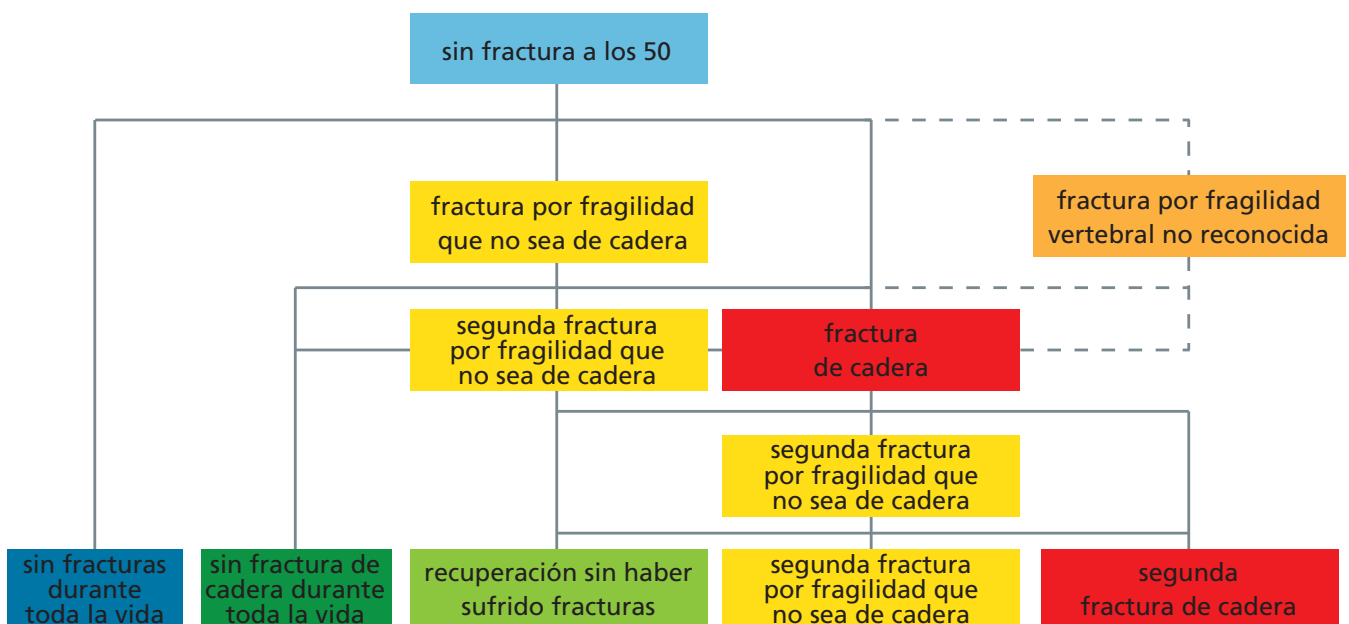 sin fractura a los 50
fractura por fragilidad
que no sea de cadera
fractura por fragilidad
vertebral no reconocida
segunda fractura
por fragilidad que
no sea de cadera
fractura
de cadera
segunda fractura
por fragilidad que
no sea de cadera
sin fracturas
durante
toda la vida
sin fractura de
cadera durante
toda la vida
recuperación sin haber
sufrido fracturas
segunda fractura
por fragilidad que
no sea de cadera
segunda
fractura de cadera